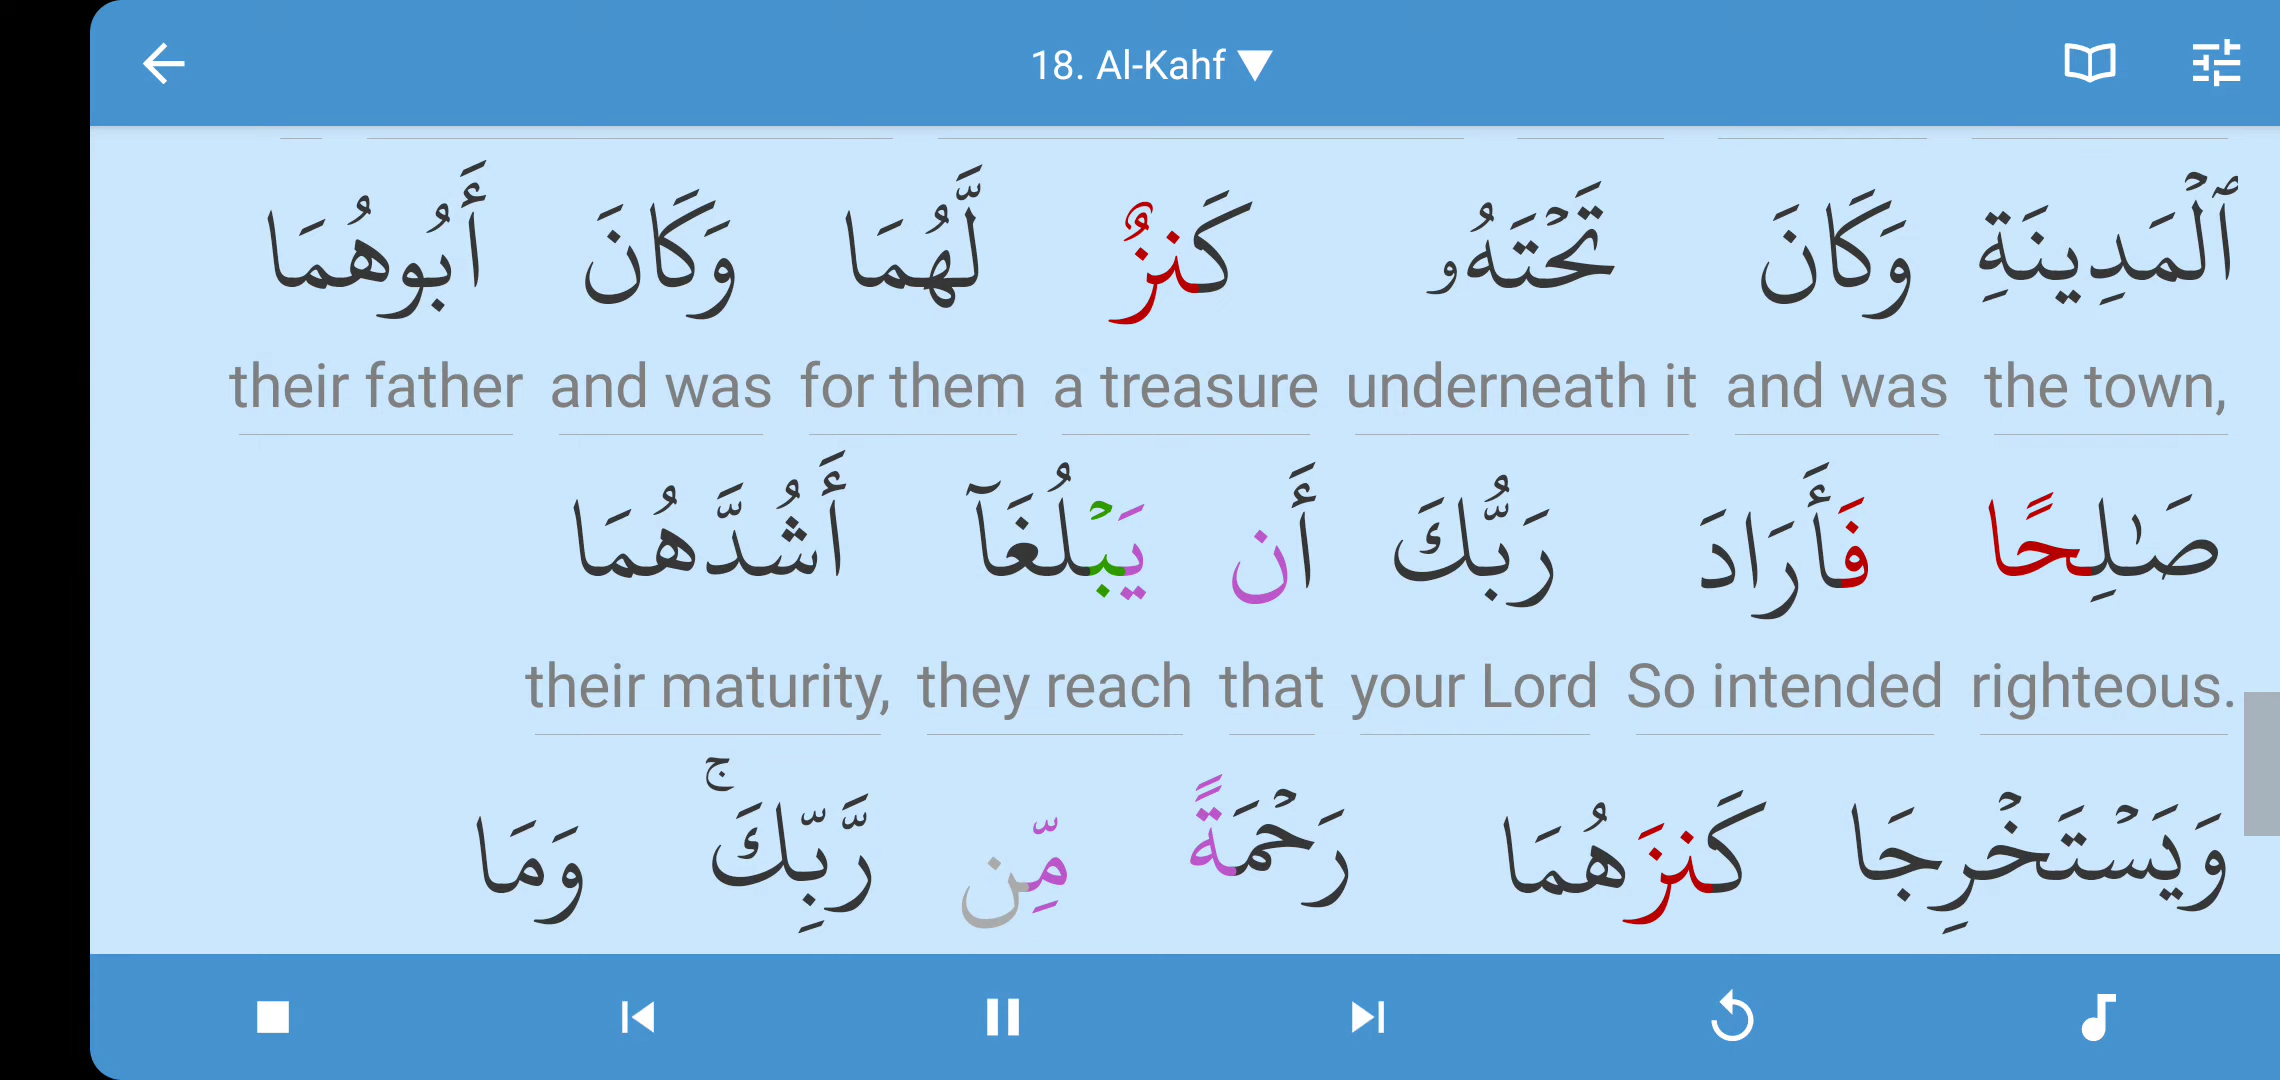 18. Al-Kahf ▼
ٱلْمَدِينَةِ وَكَانَ تَحْتَهُۥ كَنزٌ لَّهُمَا وَكَانَ أَبُوهُمَا
their father and was for them a treasure underneath it and was the town,
صَـٰلِحًا فَأَرَادَ رَبُّكَ أَن يَبْلُغَآ أَشُدَّهُمَا
their maturity, they reach that your Lord So intended righteous.
وَيَسْتَخْرِجَا كَنزَهُمَا رَحْمَةً مِّن رَّبِّكَ ۚ وَمَا